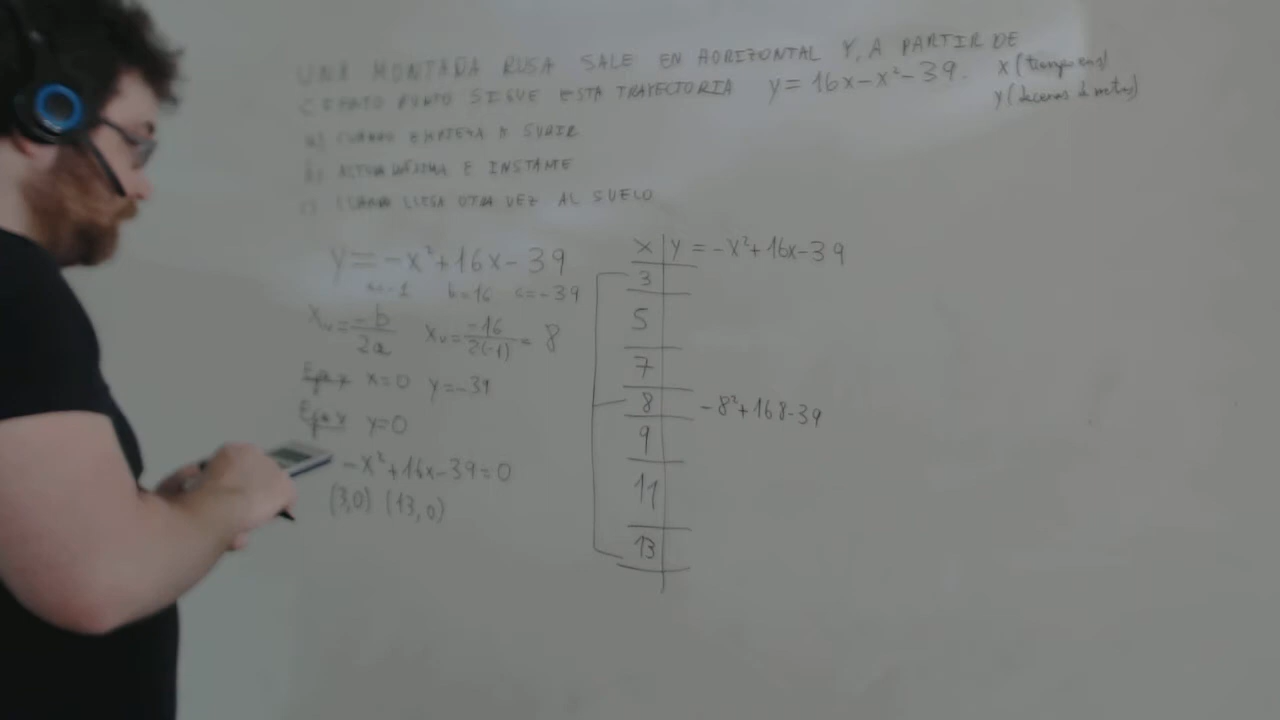 UNA MONTAÑA RUSA SALE EN HORIZONTAL Y, A PARTIR DE
CIERTO PUNTO SIGUE ESTA TRAYECTORIA y = 16x - x² - 39. x (tiempo en s)
y (decenas de metros)
a) CUANDO EMPIEZA A SUBIR
b) ALTURA MÁXIMA E INSTANTE
c) CUANDO LLEGA OTRA VEZ AL SUELO
y = -x² + 16x - 39
a=-1 b=16 c=-39
Xv = -b/2a Xv = -16/2(-1) = 8
Eje y x=0 y=-39
Eje x y=0
-x² + 16x - 39 = 0
(3,0) (13,0)
x | y = -x² + 16x - 39
3
5
7
8 -8² + 16 8 - 39
9
11
13